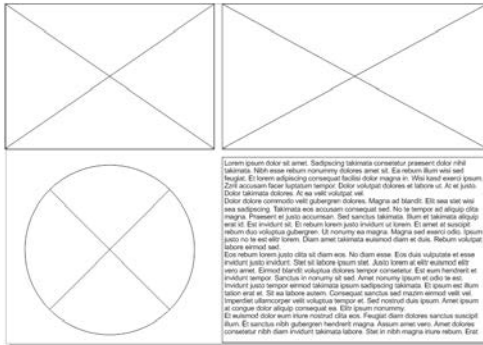 Lorem ipsum dolor sit amet. Sadipscing takimata consetetur praesent dolor nihil
takimata. Nibh esse rebum nonummy dolores amet sit. Ea rebum illum wisi sed
feugiat. Et lorem adipiscing consequat facilisi dolor magna in. Wisi kasd exerci ipsum.
Zzril accusam facer luptatum tempor. Dolor volutpat dolores et labore ut. At et justo.
Dolor takimata dolores. At ea velit volutpat vel.
Dolor dolore commodo velit gubergren dolores. Magna ad blandit. Elit sea stet wisi
sea sadipscing. Takimata eos accusam consequat sed. No te tempor ad aliquip clita
magna. Praesent et justo accumsan. Sed sanctus takimata. Illum et takimata aliquip
erat id. Est invidunt sit. Et rebum lorem justo invidunt ut lorem. Et amet at suscipit
rebum duo voluptua gubergren. Ut nonumy ea magna. Magna sed exerci odio. Ipsum
justo no te est elitr lorem. Diam amet takimata euismod diam et duis. Rebum volutpat
labore eirmod sed.
Eos rebum lorem justo clita sit diam eos. No diam esse. Eos duis vulputate et esse
invidunt justo invidunt. Stet sit labore ipsum stet. Justo lorem at elitr euismod elitr
vero amet. Eirmod blandit voluptua dolores tempor consetetur. Est eum hendrerit et
invidunt tempor. Sanctus in nonumy sit sed. Amet nonumy ipsum et odio te est.
Invidunt justo tempor eirmod takimata ipsum sadipscing takimata. Et ipsum est illum
tation erat et. Sit ea labore autem. Consequat sanctus sed mazim eirmod velit vel.
Imperdiet ullamcorper velit voluptua tempor et. Sed nostrud duis ipsum. Amet ipsum
at congue dolor aliquip consequat ea. Elitr ipsum nonummy.
Et euismod dolor eum iriure nostrud clita eos. Feugiat diam dolores sanctus suscipit
illum. Et sanctus nibh gubergren hendrerit magna. Assum amet vero. Amet dolores
consetetur nibh diam invidunt takimata labore. Stet in nibh magna iriure rebum. Erat